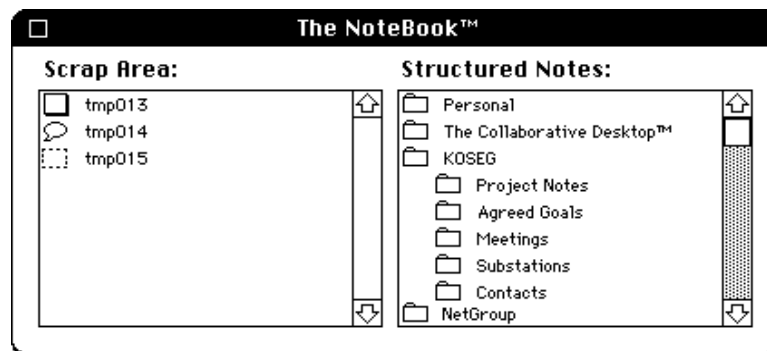 The NoteBook™
Scrap Area:
tmp013
tmp014
tmp015
Structured Notes:
Personal
The Collaborative Desktop™
KOSEG
Project Notes
Agreed Goals
Meetings
Substations
Contacts
NetGroup